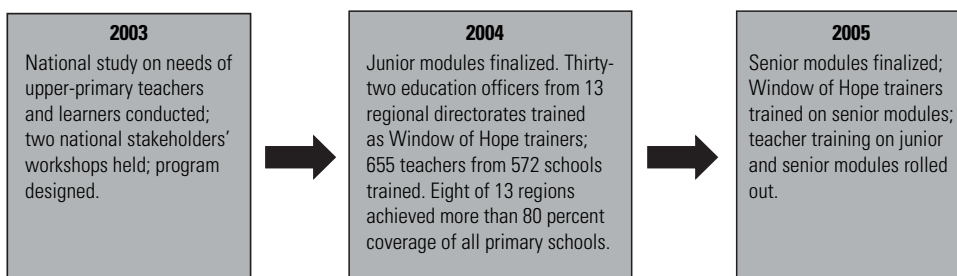 2003
National study on needs of
upper-primary teachers
and learners conducted;
two national stakeholders'
workshops held; program
designed.
2004
Junior modules finalized. Thirty-
two education officers from 13
regional directorates trained
as Window of Hope trainers;
655 teachers from 572 schools
trained. Eight of 13 regions
achieved more than 80 percent
coverage of all primary schools.
2005
Senior modules finalized;
Window of Hope trainers
trained on senior modules;
teacher training on junior
and senior modules rolled
out.